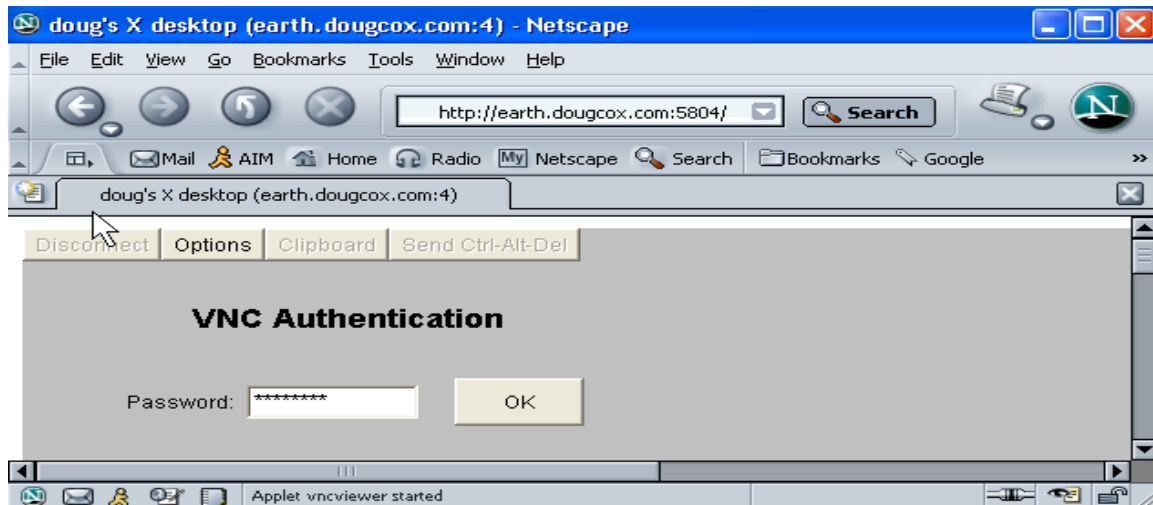 doug's X desktop (earth.dougcox.com:4) - Netscape
File Edit View Go Bookmarks Tools Window Help
http://earth.dougcox.com:5804/ Search N
Mail AIM Home Radio My Netscape Search Bookmarks Google »
doug's X desktop (earth.dougcox.com:4)
Disconnect Options Clipboard Send Ctrl-Alt-Del
VNC Authentication
Password: ******** OK
Applet vncviewer started